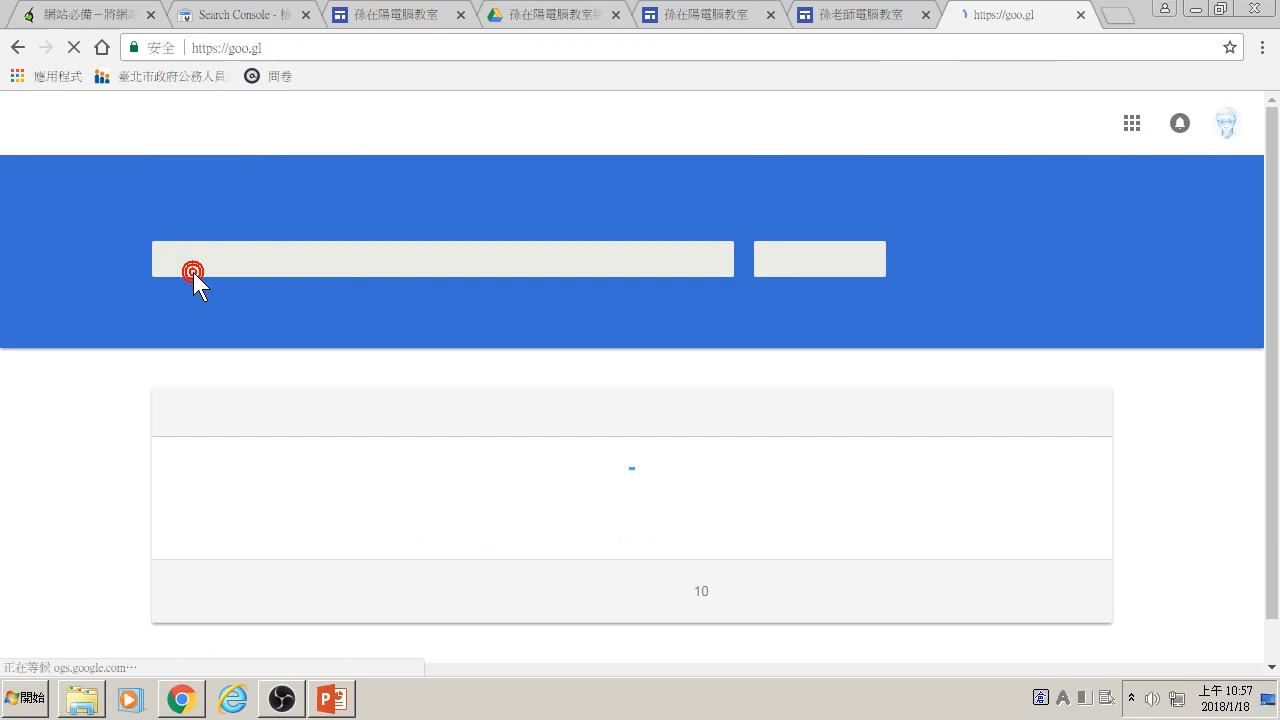 網站必備 – 將網站
Search Console - 檢
孫在陽電腦教室
孫在陽電腦教室
孫在陽電腦教室
孫老師電腦教室
https://goo.gl
安全
https://goo.gl
應用程式
臺北市政府公務人員
問卷
10
正在等候 ogs.google.com…
開始
上午 10:57
2018/1/18